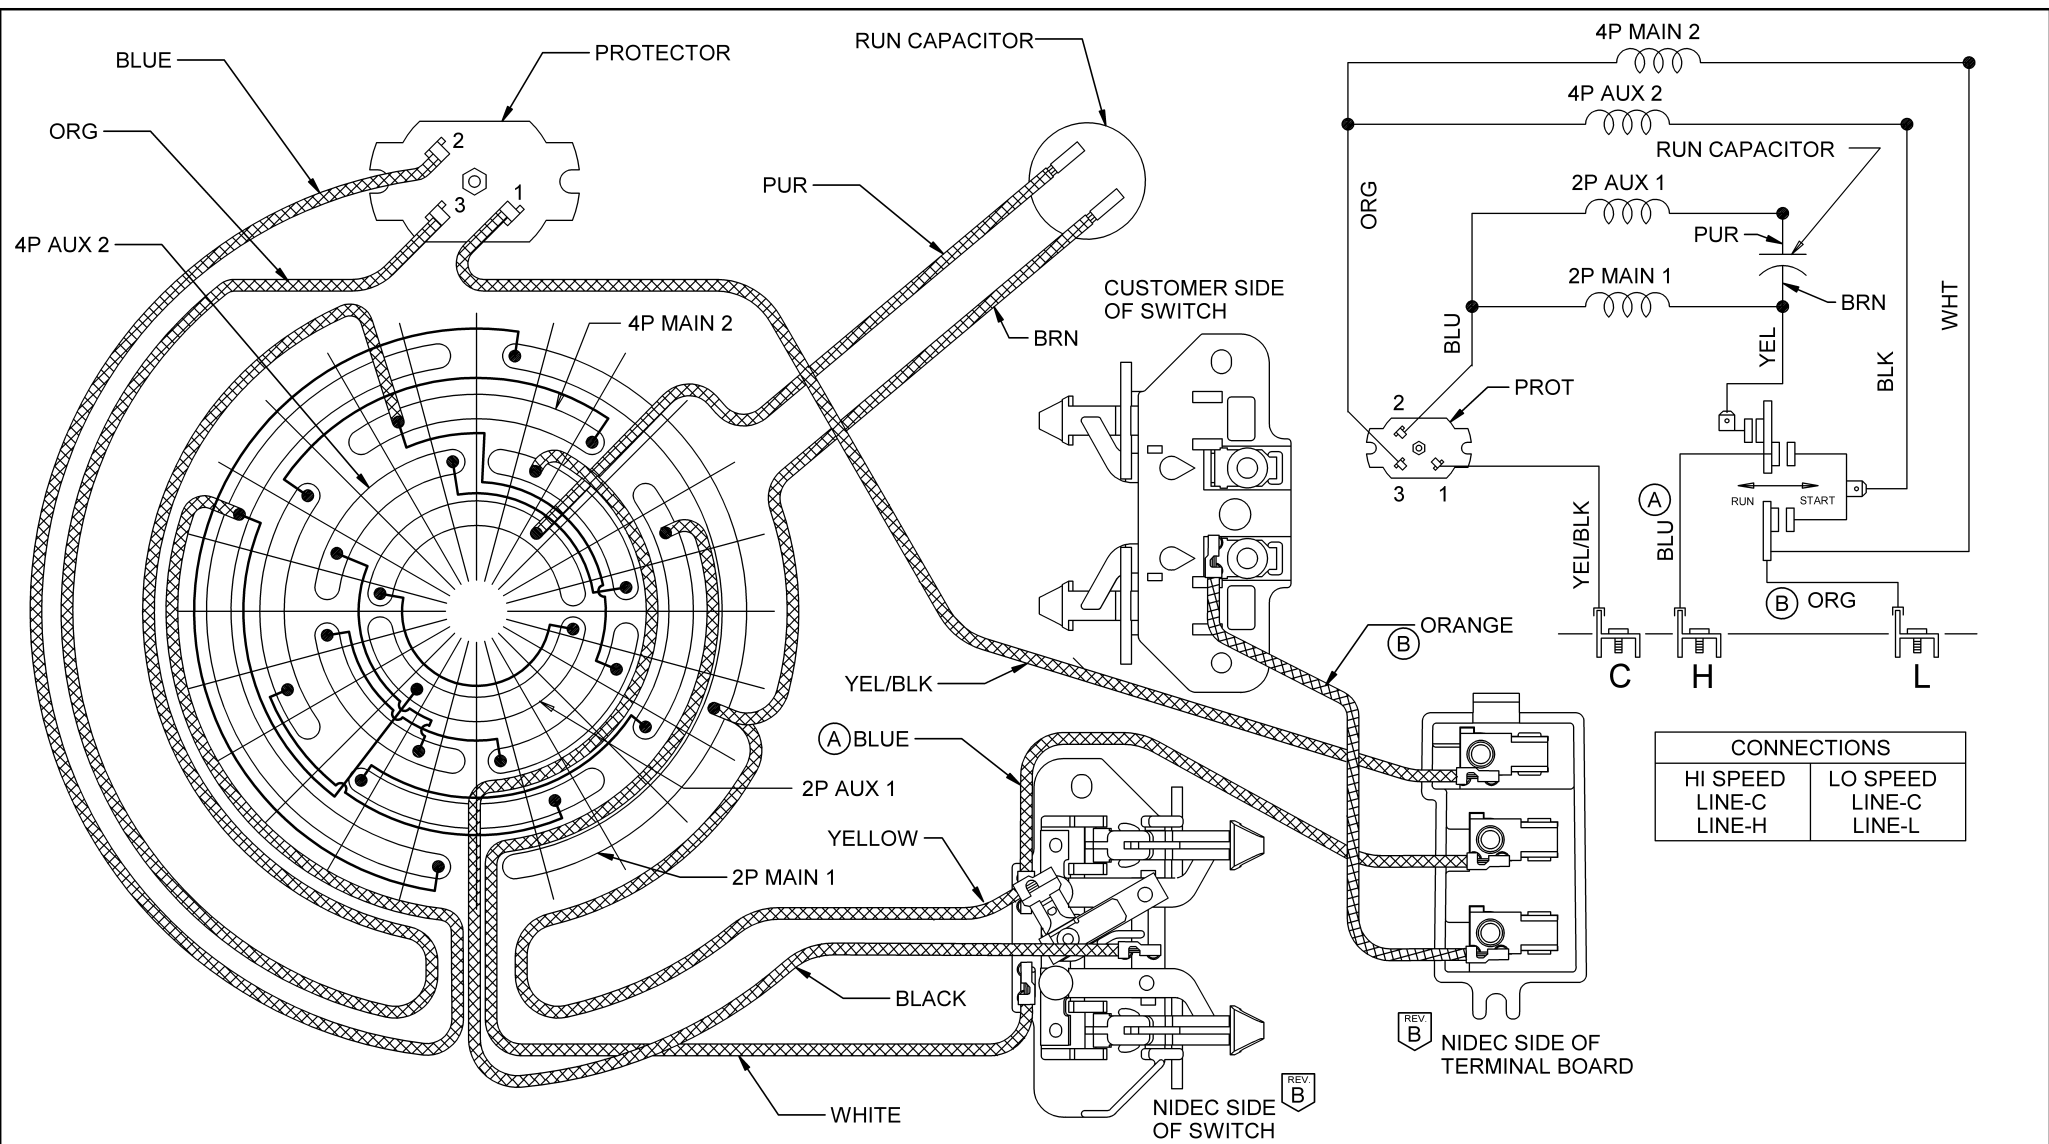 BLUE
PROTECTOR
RUN CAPACITOR
ORG
2
1
3
PUR
4P AUX 2
4P MAIN 2
BRN
CUSTOMER SIDE
OF SWITCH
ORANGE
B
YEL/BLK
A BLUE
2P AUX 1
YELLOW
2P MAIN 1
BLACK
WHITE
NIDEC SIDE
OF SWITCH
REV.
B
REV.
B
NIDEC SIDE OF
TERMINAL BOARD
4P MAIN 2
4P AUX 2
RUN CAPACITOR
2P AUX 1
PUR
2P MAIN 1
BRN
ORG
BLU
YEL
BLK
WHT
PROT
2
3
1
RUN
START
YEL/BLK
A
BLU
B ORG
C
H
L
CONNECTIONS
HI SPEED
LINE-C
LINE-H
LO SPEED
LINE-C
LINE-L